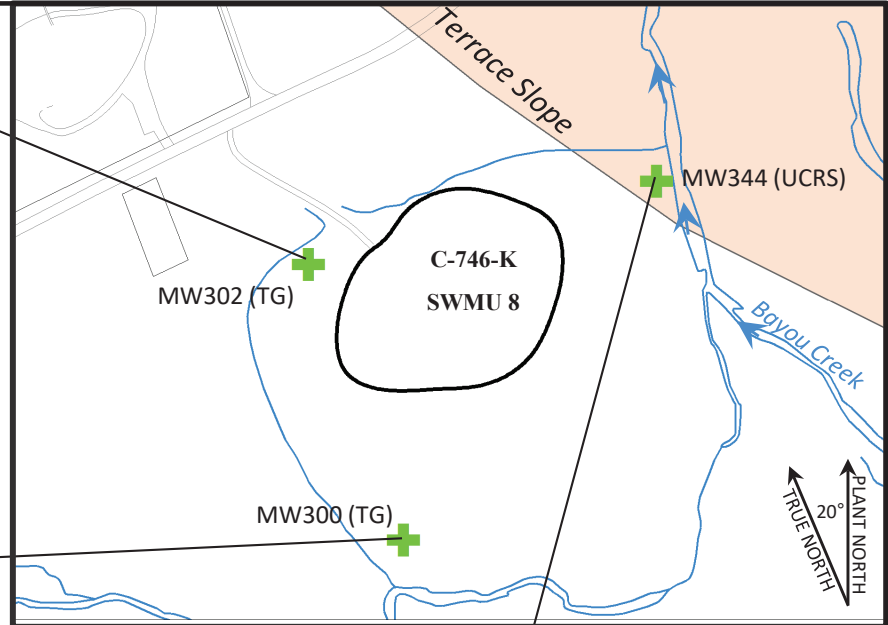 Terrace Slope
MW344 (UCRS)
C-746-K
SWMU 8
MW302 (TG)
Bayou Creek
MW300 (TG)
20°
TRUE NORTH
PLANT NORTH